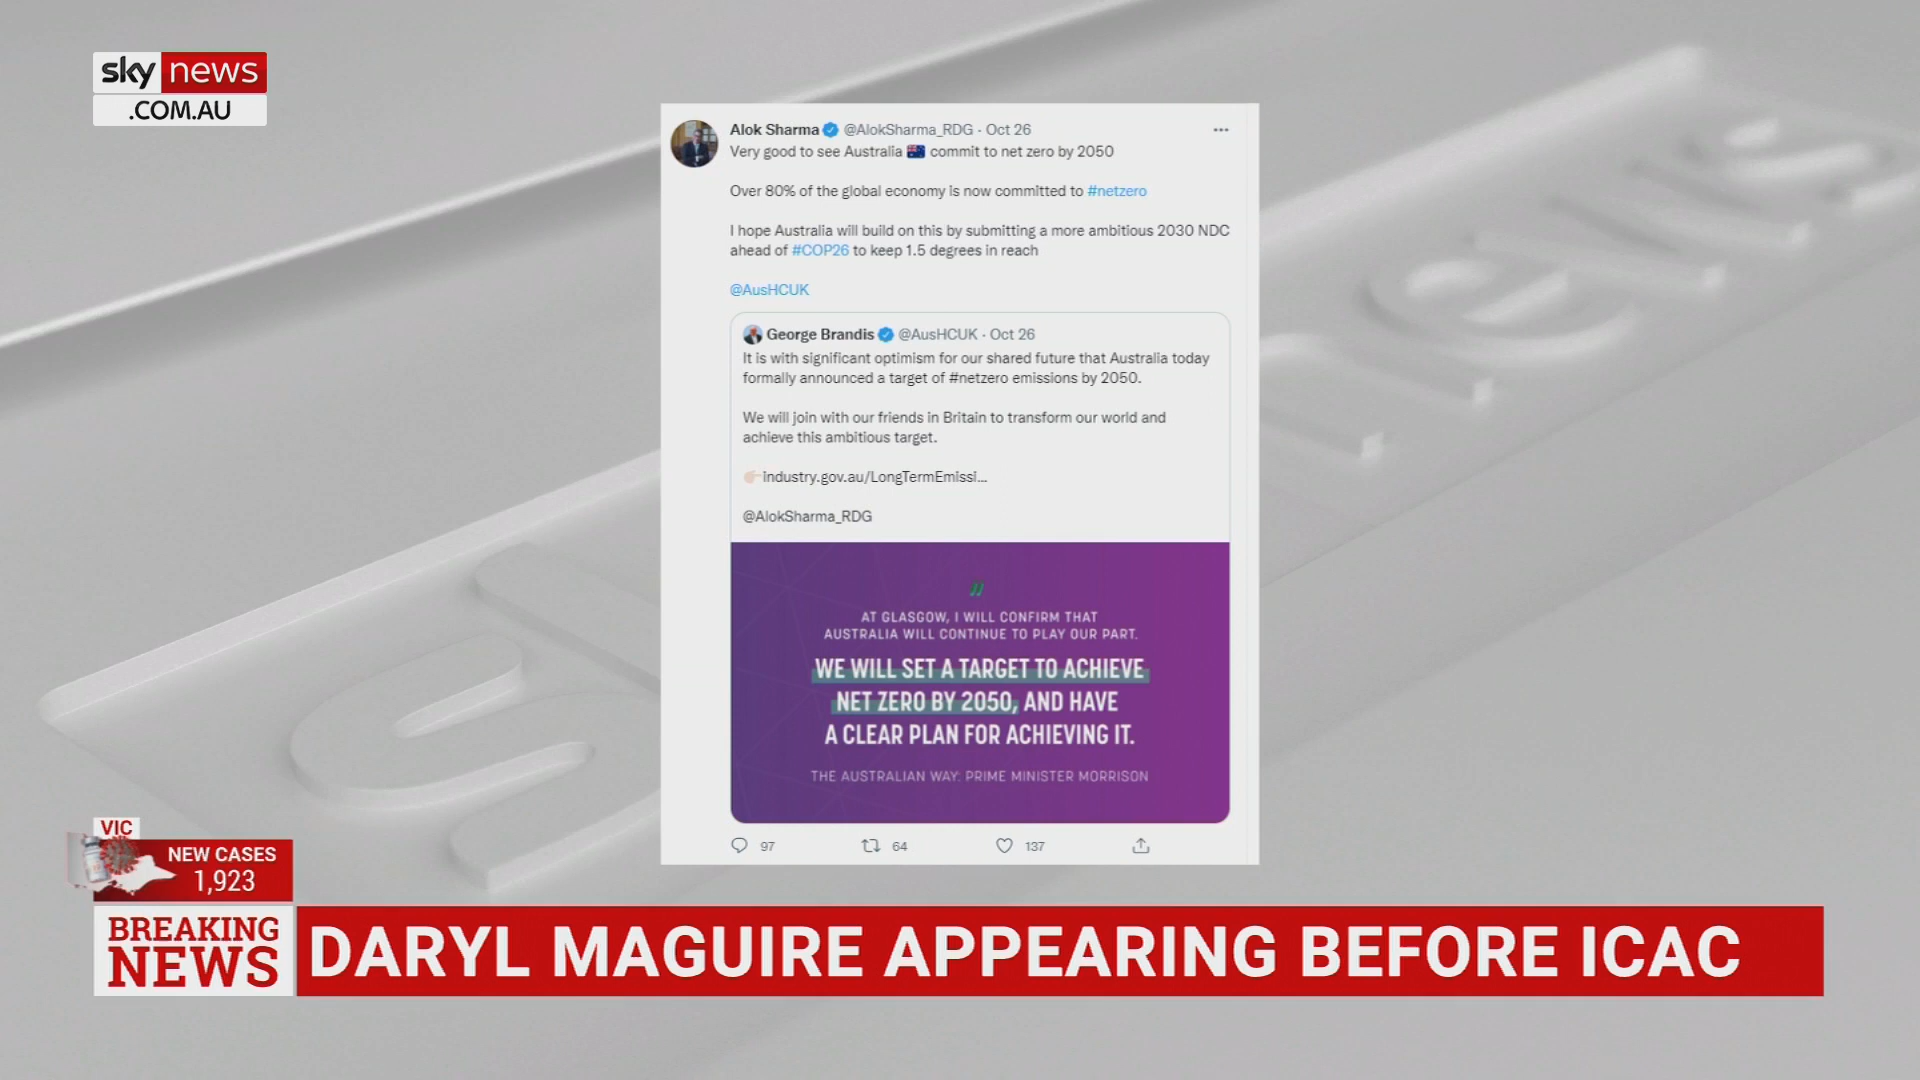 sky news
.COM.AU
Alok Sharma @AlokSharma_RDG · Oct 26
Very good to see Australia 🇦🇺 commit to net zero by 2050
Over 80% of the global economy is now committed to #netzero
I hope Australia will build on this by submitting a more ambitious 2030 NDC
ahead of #COP26 to keep 1.5 degrees in reach
@AusHCUK
George Brandis @AusHCUK · Oct 26
It is with significant optimism for our shared future that Australia today
formally announced a target of #netzero emissions by 2050.
We will join with our friends in Britain to transform our world and
achieve this ambitious target.
👉🏻industry.gov.au/LongTermEmissi...
@AlokSharma_RDG
"
AT GLASGOW, I WILL CONFIRM THAT
AUSTRALIA WILL CONTINUE TO PLAY OUR PART.
WE WILL SET A TARGET TO ACHIEVE
NET ZERO BY 2050, AND HAVE
A CLEAR PLAN FOR ACHIEVING IT.
THE AUSTRALIAN WAY: PRIME MINISTER MORRISON
97 64 137
VIC
NEW CASES
1,923
BREAKING
NEWS
DARYL MAGUIRE APPEARING BEFORE ICAC
sky news